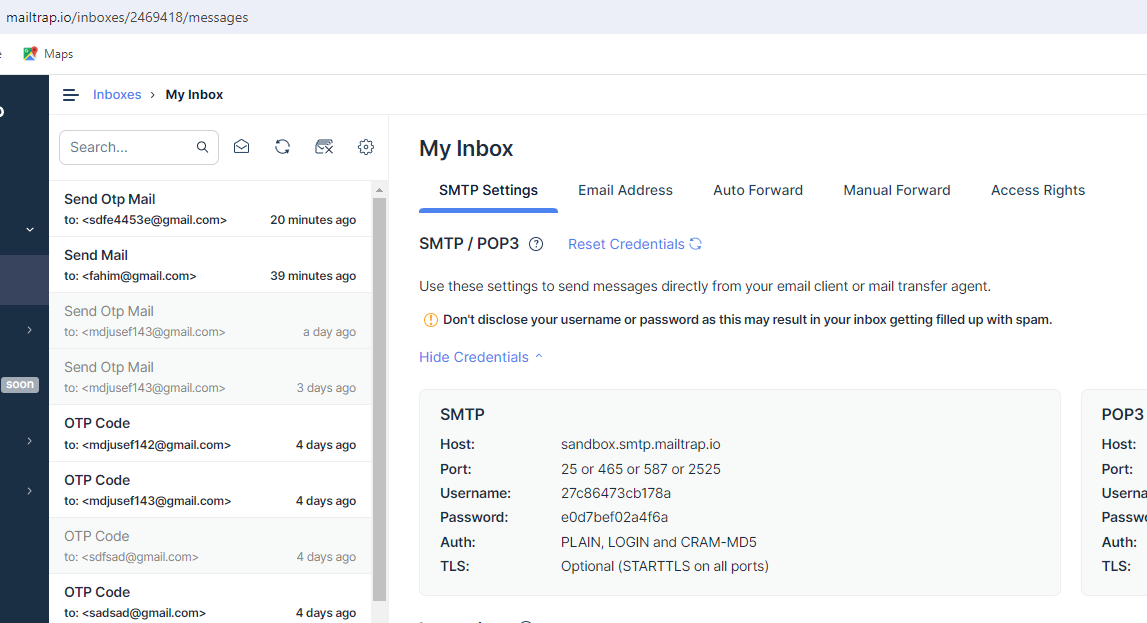 mailtrap.io/inboxes/2469418/messages
Maps
Inboxes > My Inbox
Search...
Send Otp Mail
to: <sdfe4453e@gmail.com> 20 minutes ago
Send Mail
to: <fahim@gmail.com> 39 minutes ago
Send Otp Mail
to: <mdjusef143@gmail.com> a day ago
Send Otp Mail
to: <mdjusef143@gmail.com> 3 days ago
OTP Code
to: <mdjusef142@gmail.com> 4 days ago
OTP Code
to: <mdjusef143@gmail.com> 4 days ago
OTP Code
to: <sdfsad@gmail.com> 4 days ago
OTP Code
to: <sadsad@gmail.com> 4 days ago
soon
My Inbox
SMTP Settings Email Address Auto Forward Manual Forward Access Rights
SMTP / POP3 ? Reset Credentials
Use these settings to send messages directly from your email client or mail transfer agent.
Don't disclose your username or password as this may result in your inbox getting filled up with spam.
Hide Credentials
SMTP
Host: sandbox.smtp.mailtrap.io
Port: 25 or 465 or 587 or 2525
Username: 27c86473cb178a
Password: e0d7bef02a4f6a
Auth: PLAIN, LOGIN and CRAM-MD5
TLS: Optional (STARTTLS on all ports)
POP3
Host:
Port:
Userna
Passwo
Auth:
TLS: